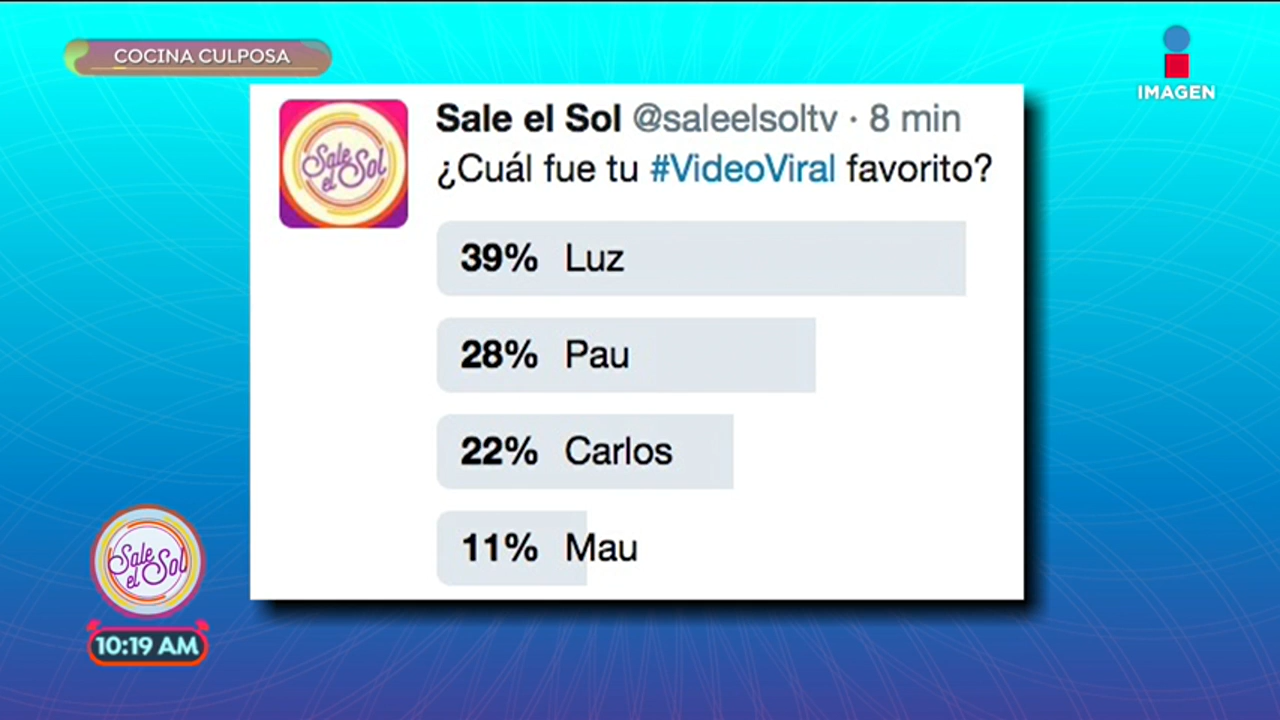 COCINA CULPOSA
IMAGEN
Sale el Sol @saleelsoltv · 8 min
¿Cuál fue tu #VideoViral favorito?
Sale
el Sol
39% Luz
28% Pau
22% Carlos
11% Mau
Sale
el Sol
10:19 AM